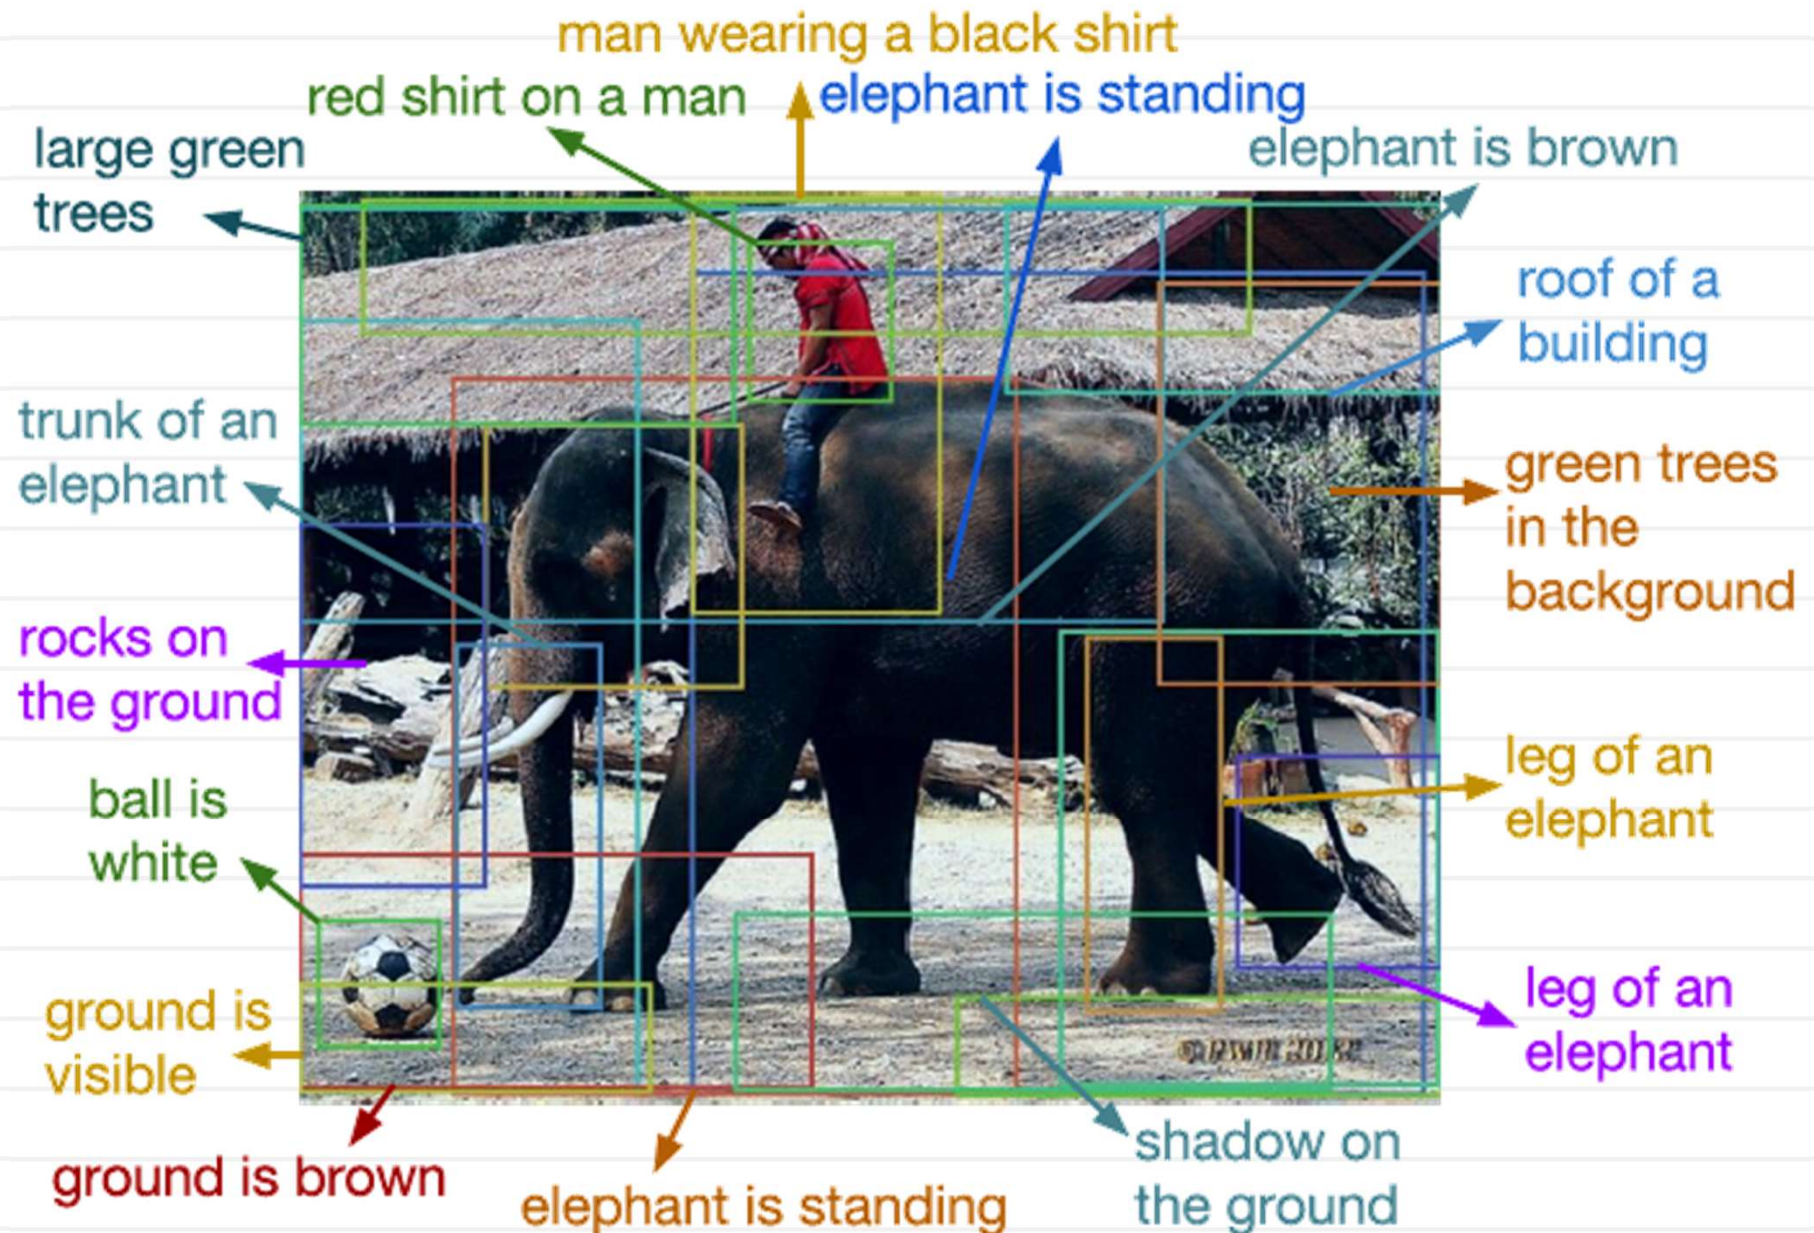 man wearing a black shirt
red shirt on a man
elephant is standing
large green
trees
elephant is brown
roof of a
building
trunk of an
elephant
green trees
in the
background
rocks on
the ground
leg of an
elephant
ball is
white
ground is
visible
leg of an
elephant
shadow on
the ground
ground is brown
elephant is standing